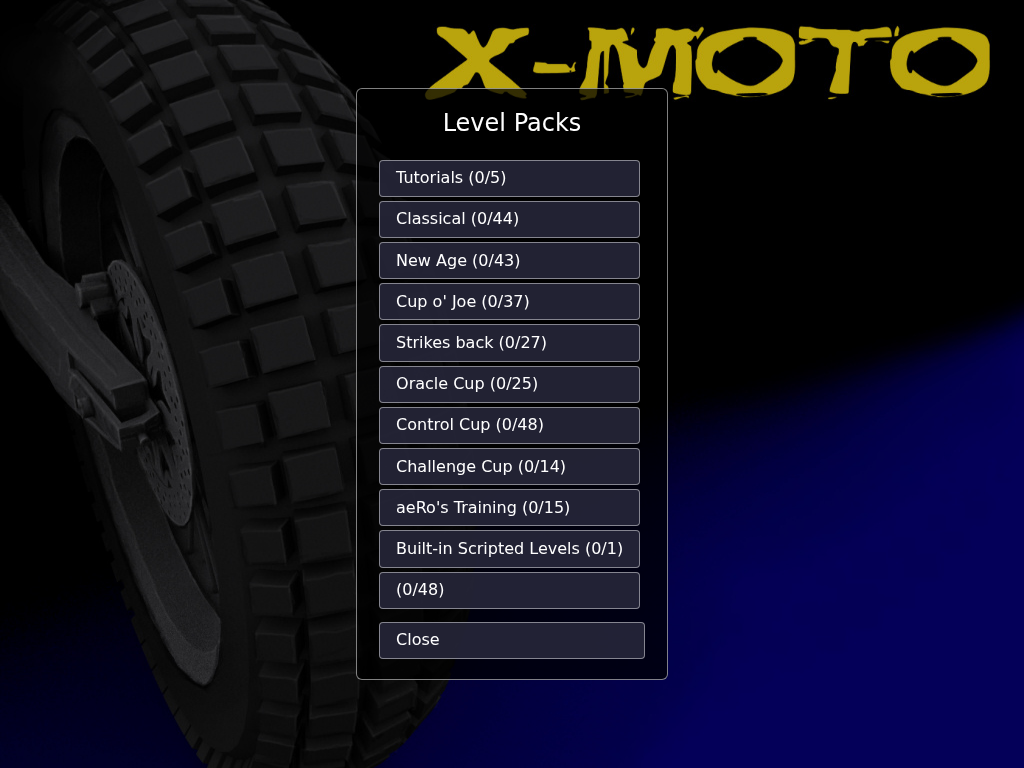 X-MOTO
Level Packs
Tutorials (0/5)
Classical (0/44)
New Age (0/43)
Cup o' Joe (0/37)
Strikes back (0/27)
Oracle Cup (0/25)
Control Cup (0/48)
Challenge Cup (0/14)
aeRo's Training (0/15)
Built-in Scripted Levels (0/1)
(0/48)
Close